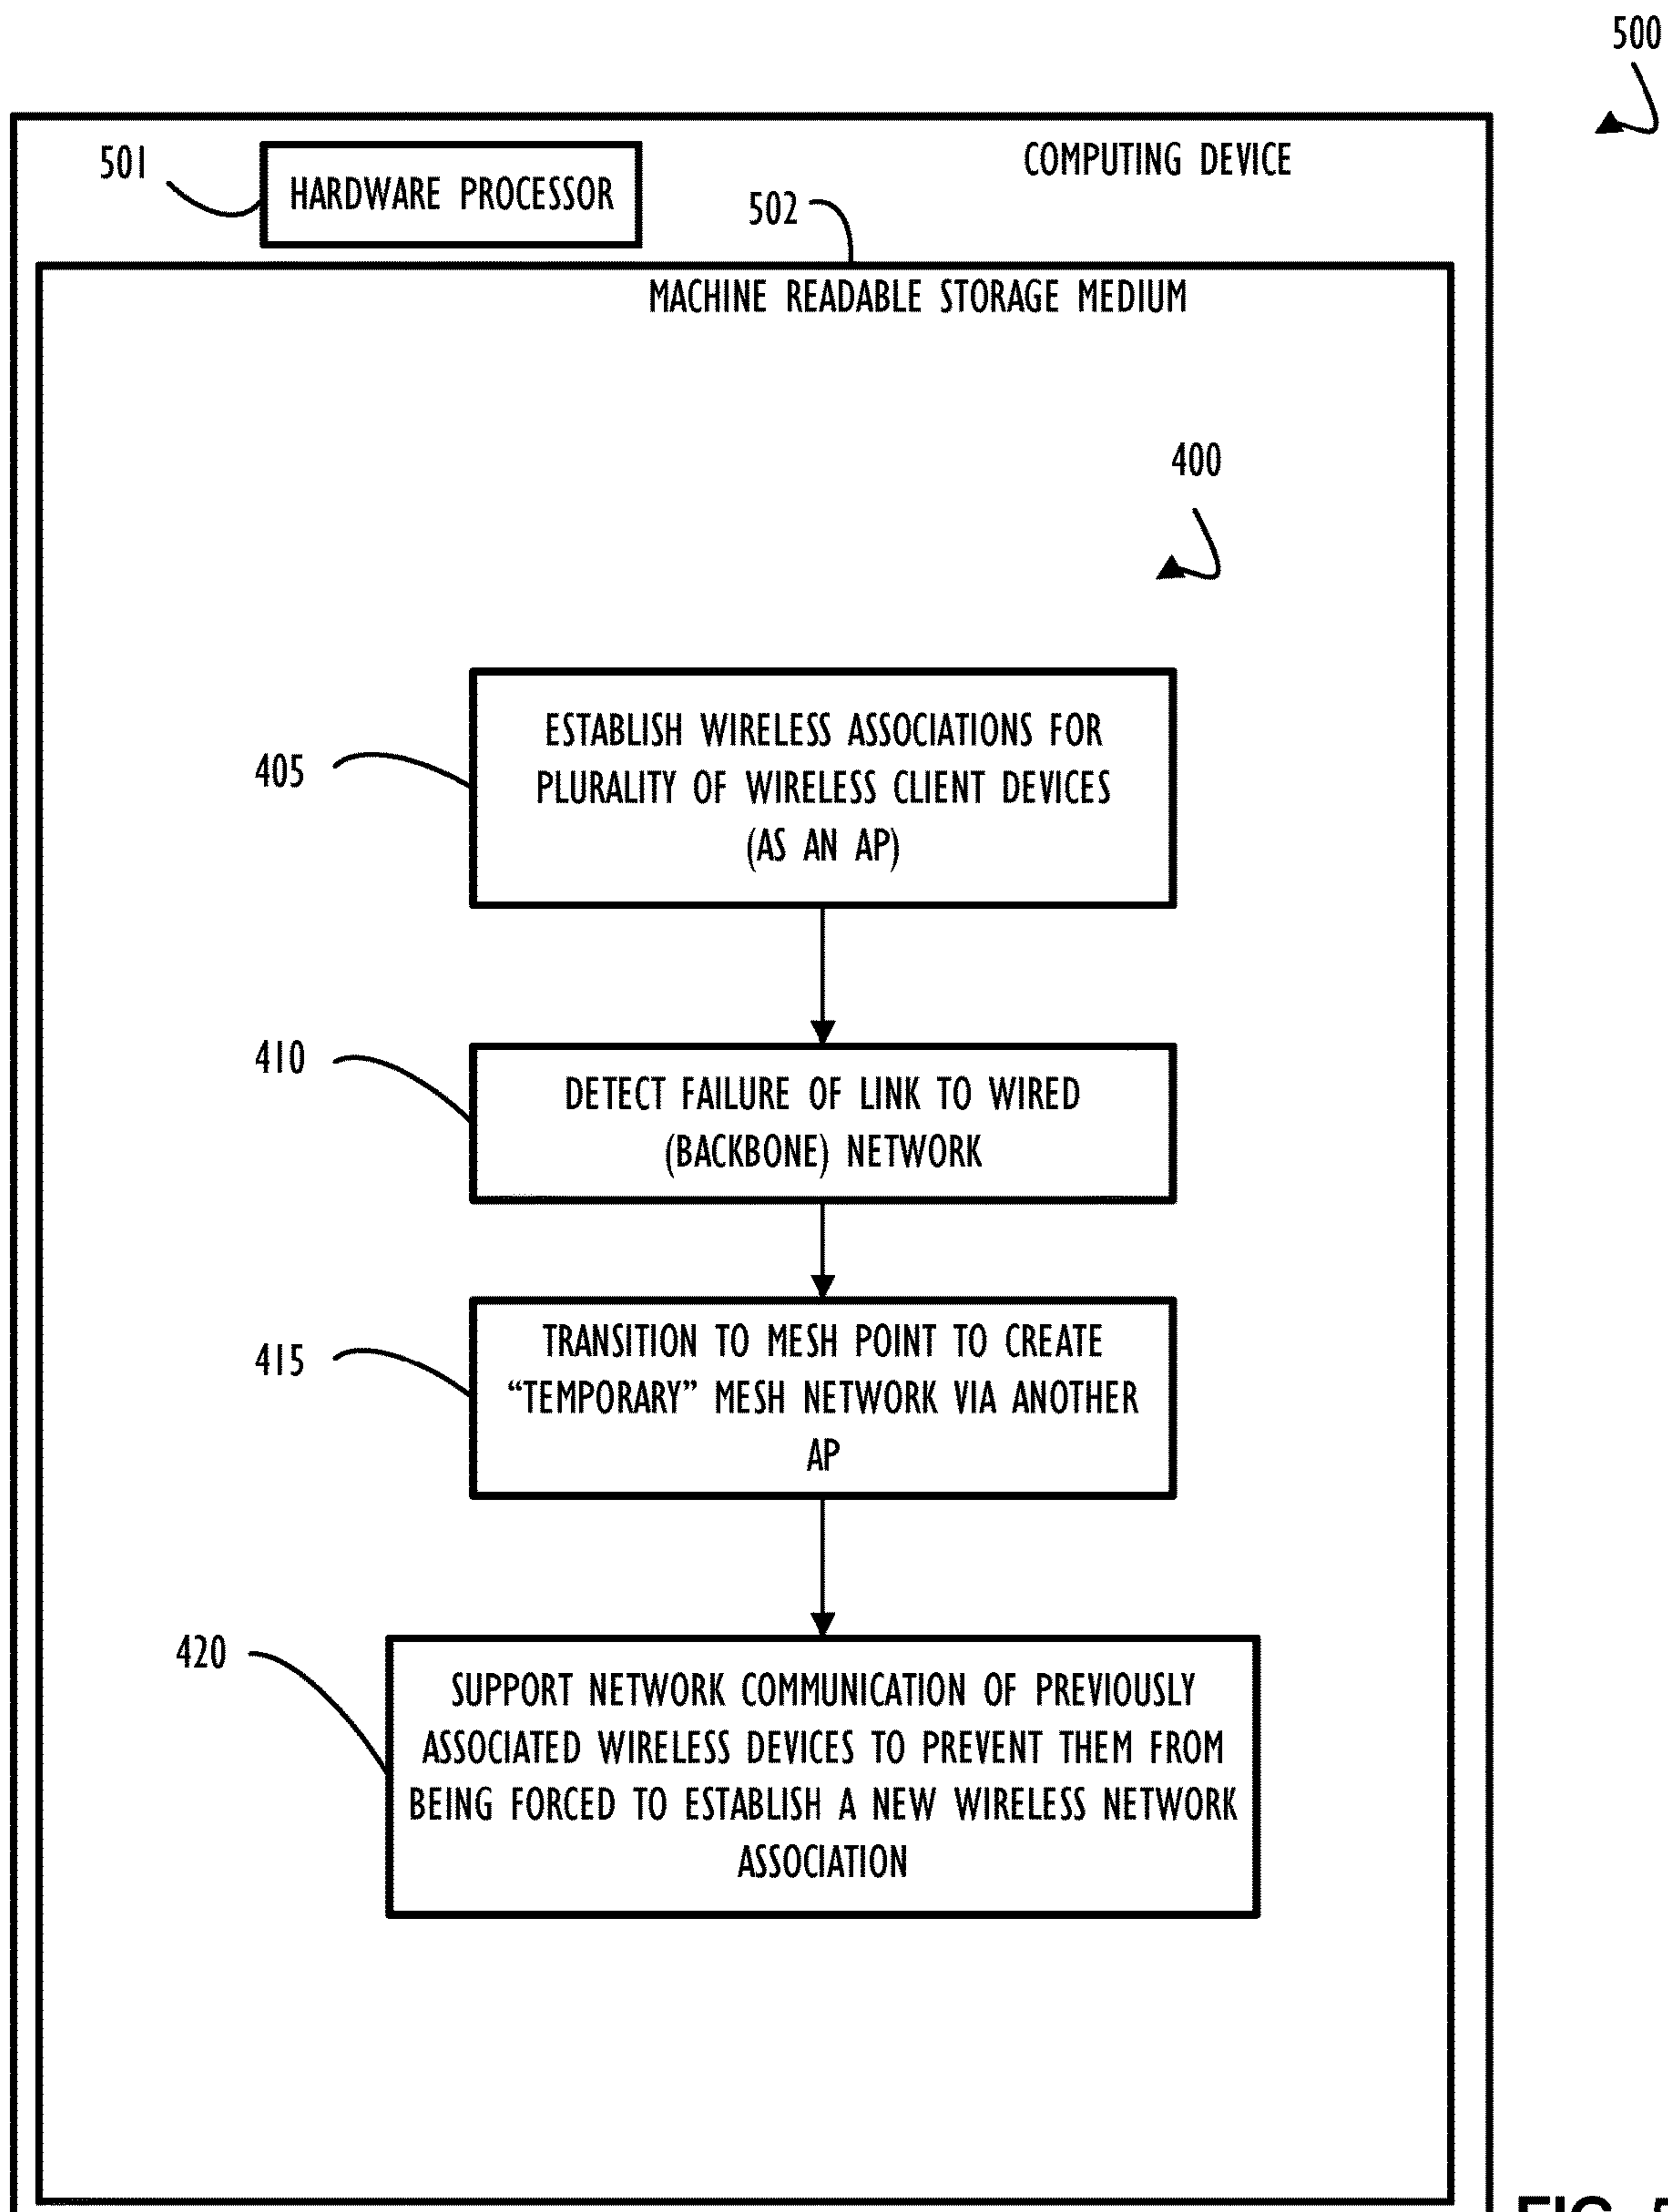 500
501
HARDWARE PROCESSOR
COMPUTING DEVICE
502
MACHINE READABLE STORAGE MEDIUM
400
405
ESTABLISH WIRELESS ASSOCIATIONS FOR
PLURALITY OF WIRELESS CLIENT DEVICES
(AS AN AP)
410
DETECT FAILURE OF LINK TO WIRED
(BACKBONE) NETWORK
415
TRANSITION TO MESH POINT TO CREATE
“TEMPORARY” MESH NETWORK VIA ANOTHER
AP
420
SUPPORT NETWORK COMMUNICATION OF PREVIOUSLY
ASSOCIATED WIRELESS DEVICES TO PREVENT THEM FROM
BEING FORCED TO ESTABLISH A NEW WIRELESS NETWORK
ASSOCIATION